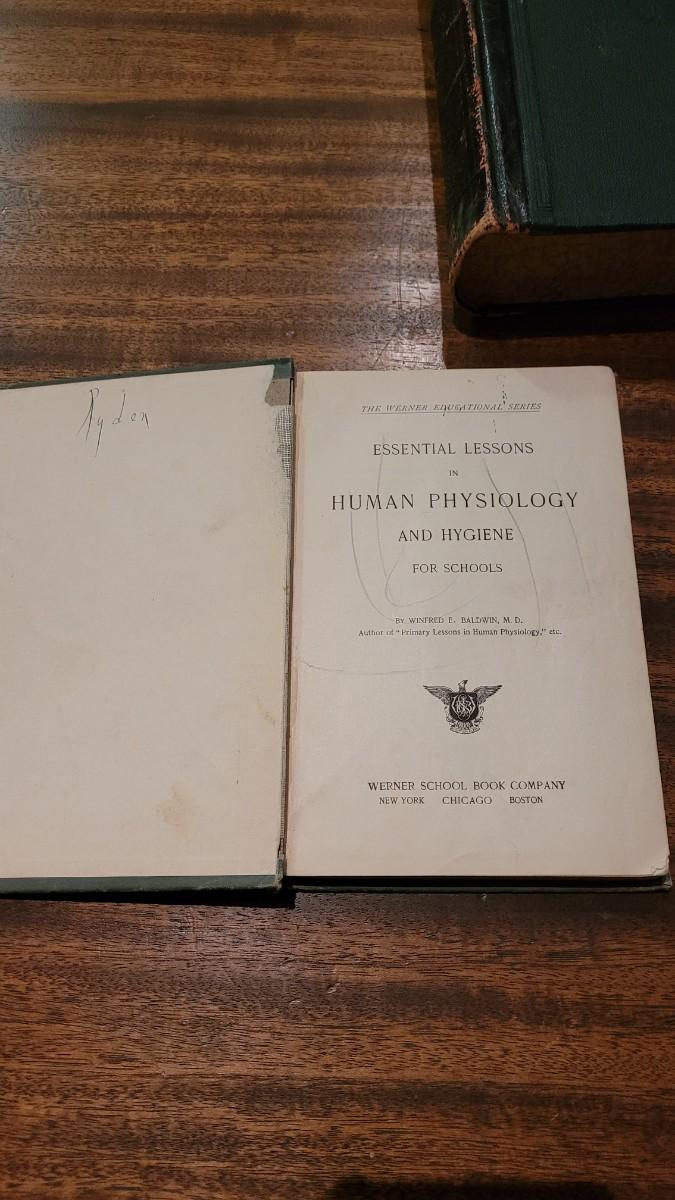 Ryden
THE WERNER EDUCATIONAL SERIES
ESSENTIAL LESSONS
IN
HUMAN PHYSIOLOGY
AND HYGIENE
FOR SCHOOLS
BY WINFRED E. BALDWIN, M. D.
Author of "Primary Lessons in Human Physiology," etc.
WERNER SCHOOL BOOK COMPANY
NEW YORK CHICAGO BOSTON